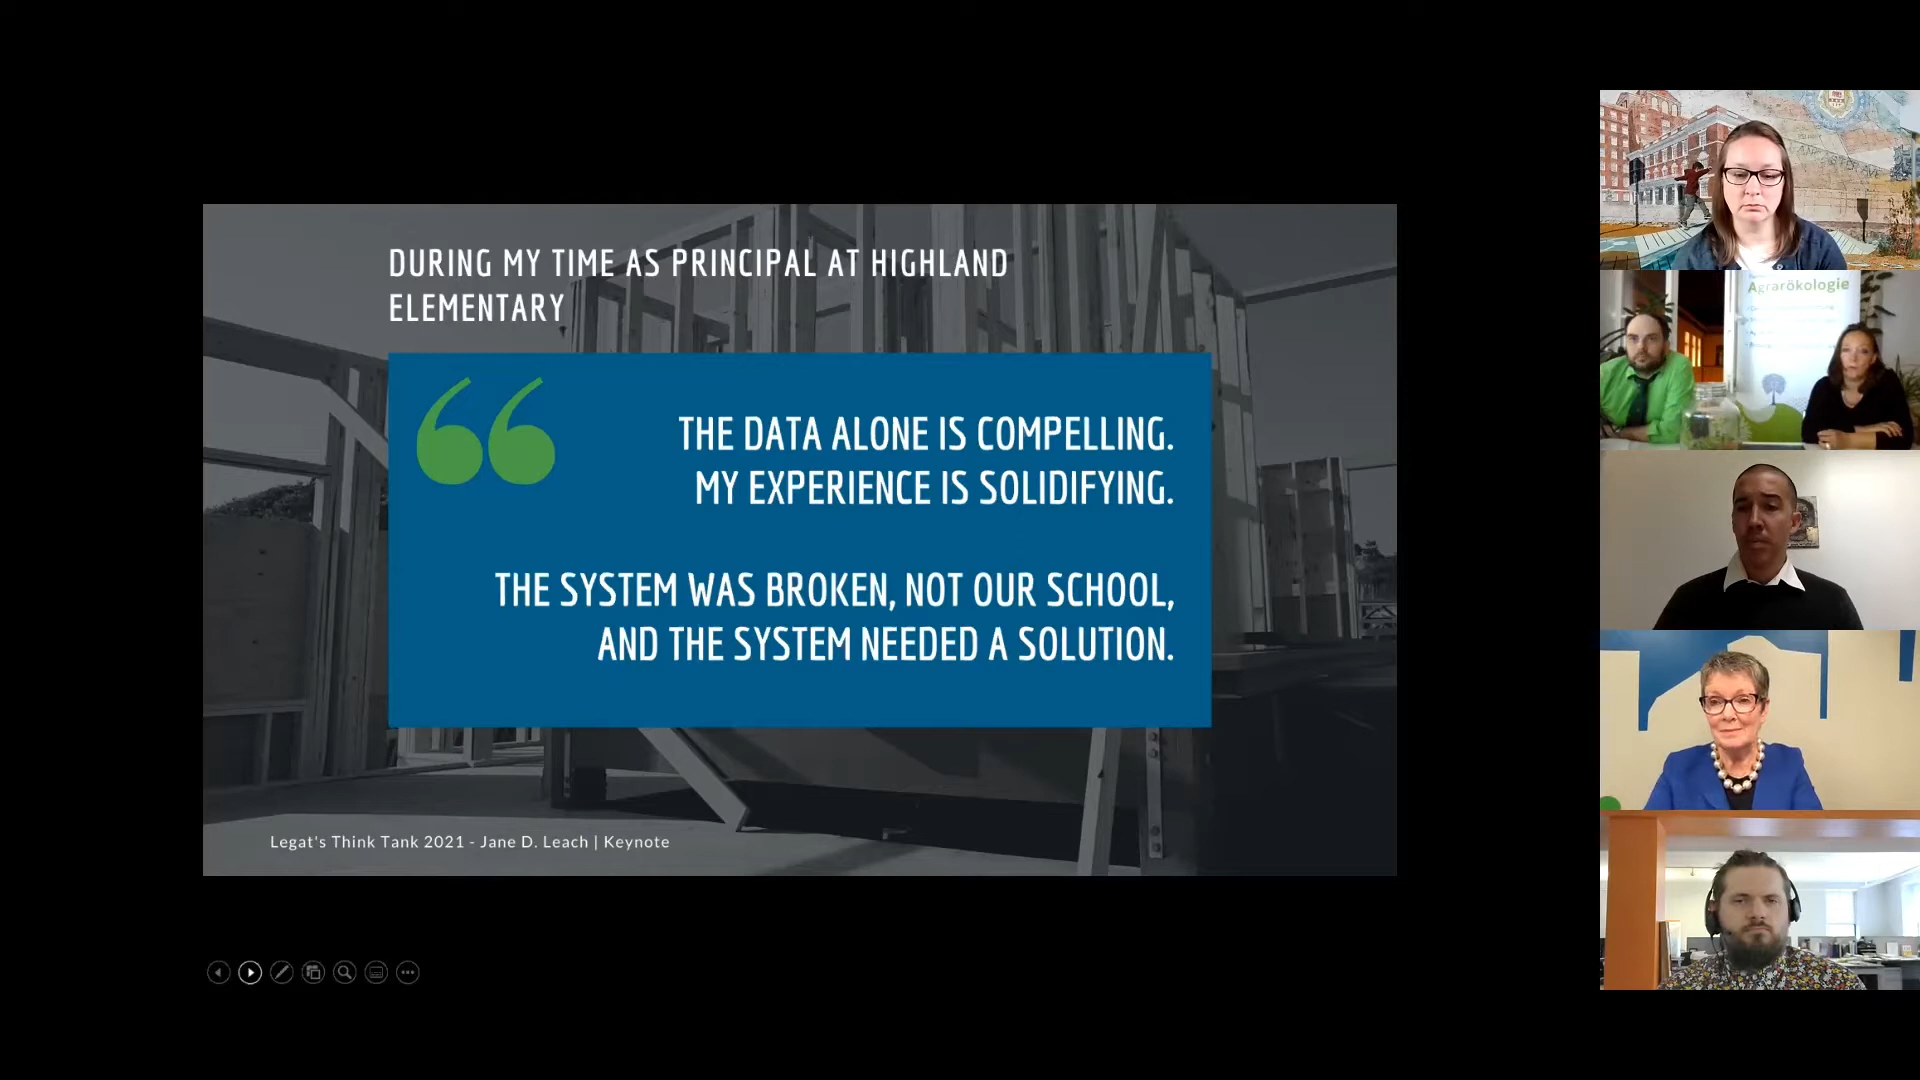 DURING MY TIME AS PRINCIPAL AT HIGHLAND
ELEMENTARY
THE DATA ALONE IS COMPELLING.
MY EXPERIENCE IS SOLIDIFYING.
THE SYSTEM WAS BROKEN, NOT OUR SCHOOL,
AND THE SYSTEM NEEDED A SOLUTION.
Legat's Think Tank 2021 - Jane D. Leach | Keynote
Agrarökologie